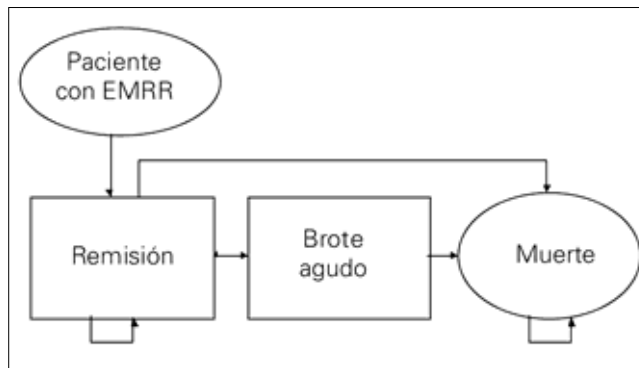 Paciente
con EMRR
Remisión
Brote
agudo
Muerte